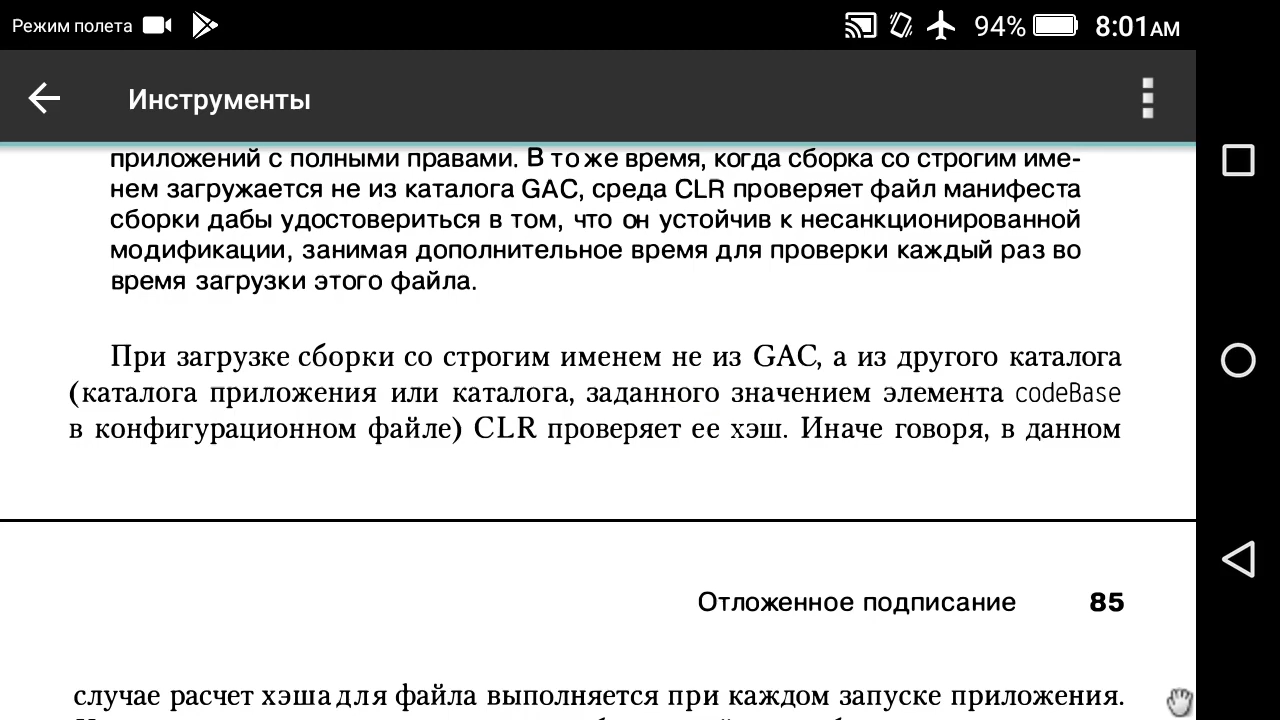 Режим полета 94% 8:01AM
Инструменты
приложений с полными правами. В то же время, когда сборка со строгим име-
нем загружается не из каталога GAC, среда CLR проверяет файл манифеста
сборки дабы удостовериться в том, что он устойчив к несанкционированной
модификации, занимая дополнительное время для проверки каждый раз во
время загрузки этого файла.
При загрузке сборки со строгим именем не из GAC, а из другого каталога
(каталога приложения или каталога, заданного значением элемента codeBase
в конфигурационном файле) CLR проверяет ее хэш. Иначе говоря, в данном
Отложенное подписание 85
случае расчет хэша для файла выполняется при каждом запуске приложения.